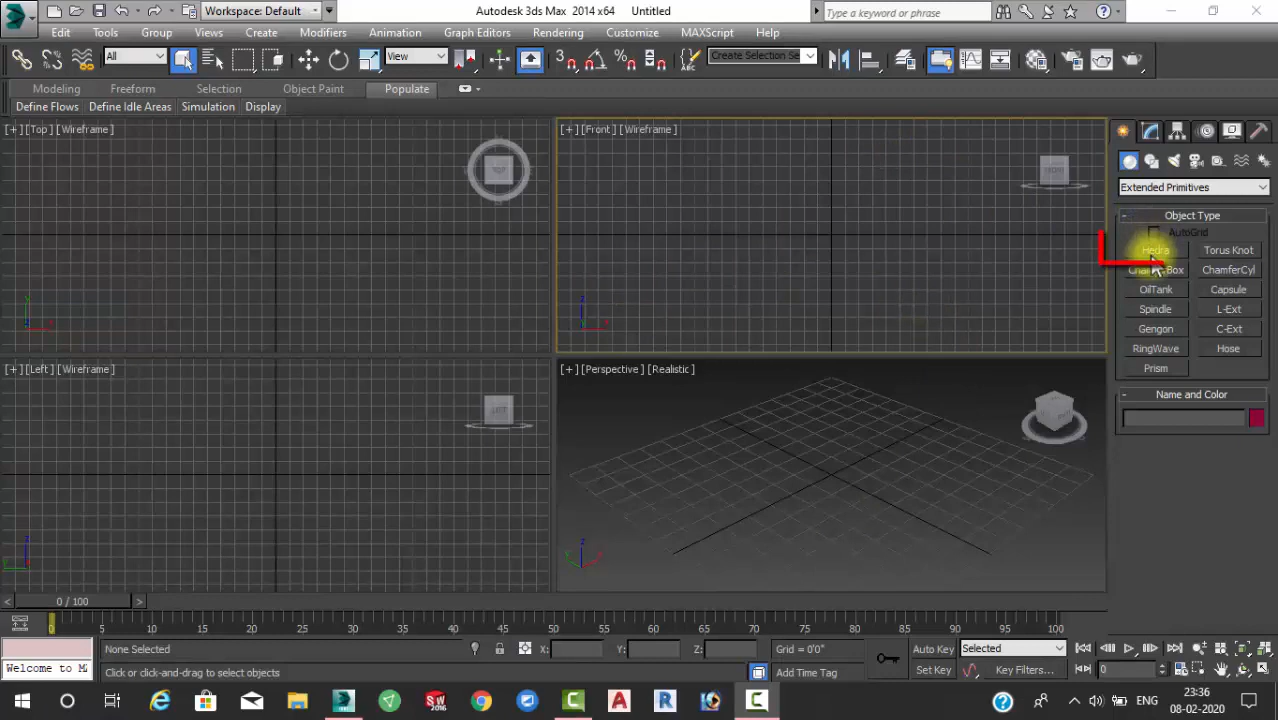 Workspace: Default
Autodesk 3ds Max 2014 x64 Untitled
Type a keyword or phrase
Edit Tools Group Views Create Modifiers Animation Graph Editors Rendering Customize MAXScript Help
All
View
Create Selection Se
Modeling Freeform Selection Object Paint Populate
Define Flows Define Idle Areas Simulation Display
[+] [Top] [Wireframe]
[+] [Front] [Wireframe]
Extended Primitives
Object Type
AutoGrid
Hedra Torus Knot
ChamferBox ChamferCyl
OilTank Capsule
Spindle L-Ext
Gengon C-Ext
RingWave Hose
Prism
Name and Color
[+] [Left] [Wireframe]
[+] [Perspective] [Realistic]
0 / 100
0 5 10 15 20 25 30 35 40 45 50 55 60 65 70 75 80 85 90 95 100
None Selected X: Y: Z: Grid = 0'0" Auto Key Selected
Welcome to M Click or click-and-drag to select objects Add Time Tag Set Key Key Filters... 0
ENG
23:36
08-02-2020